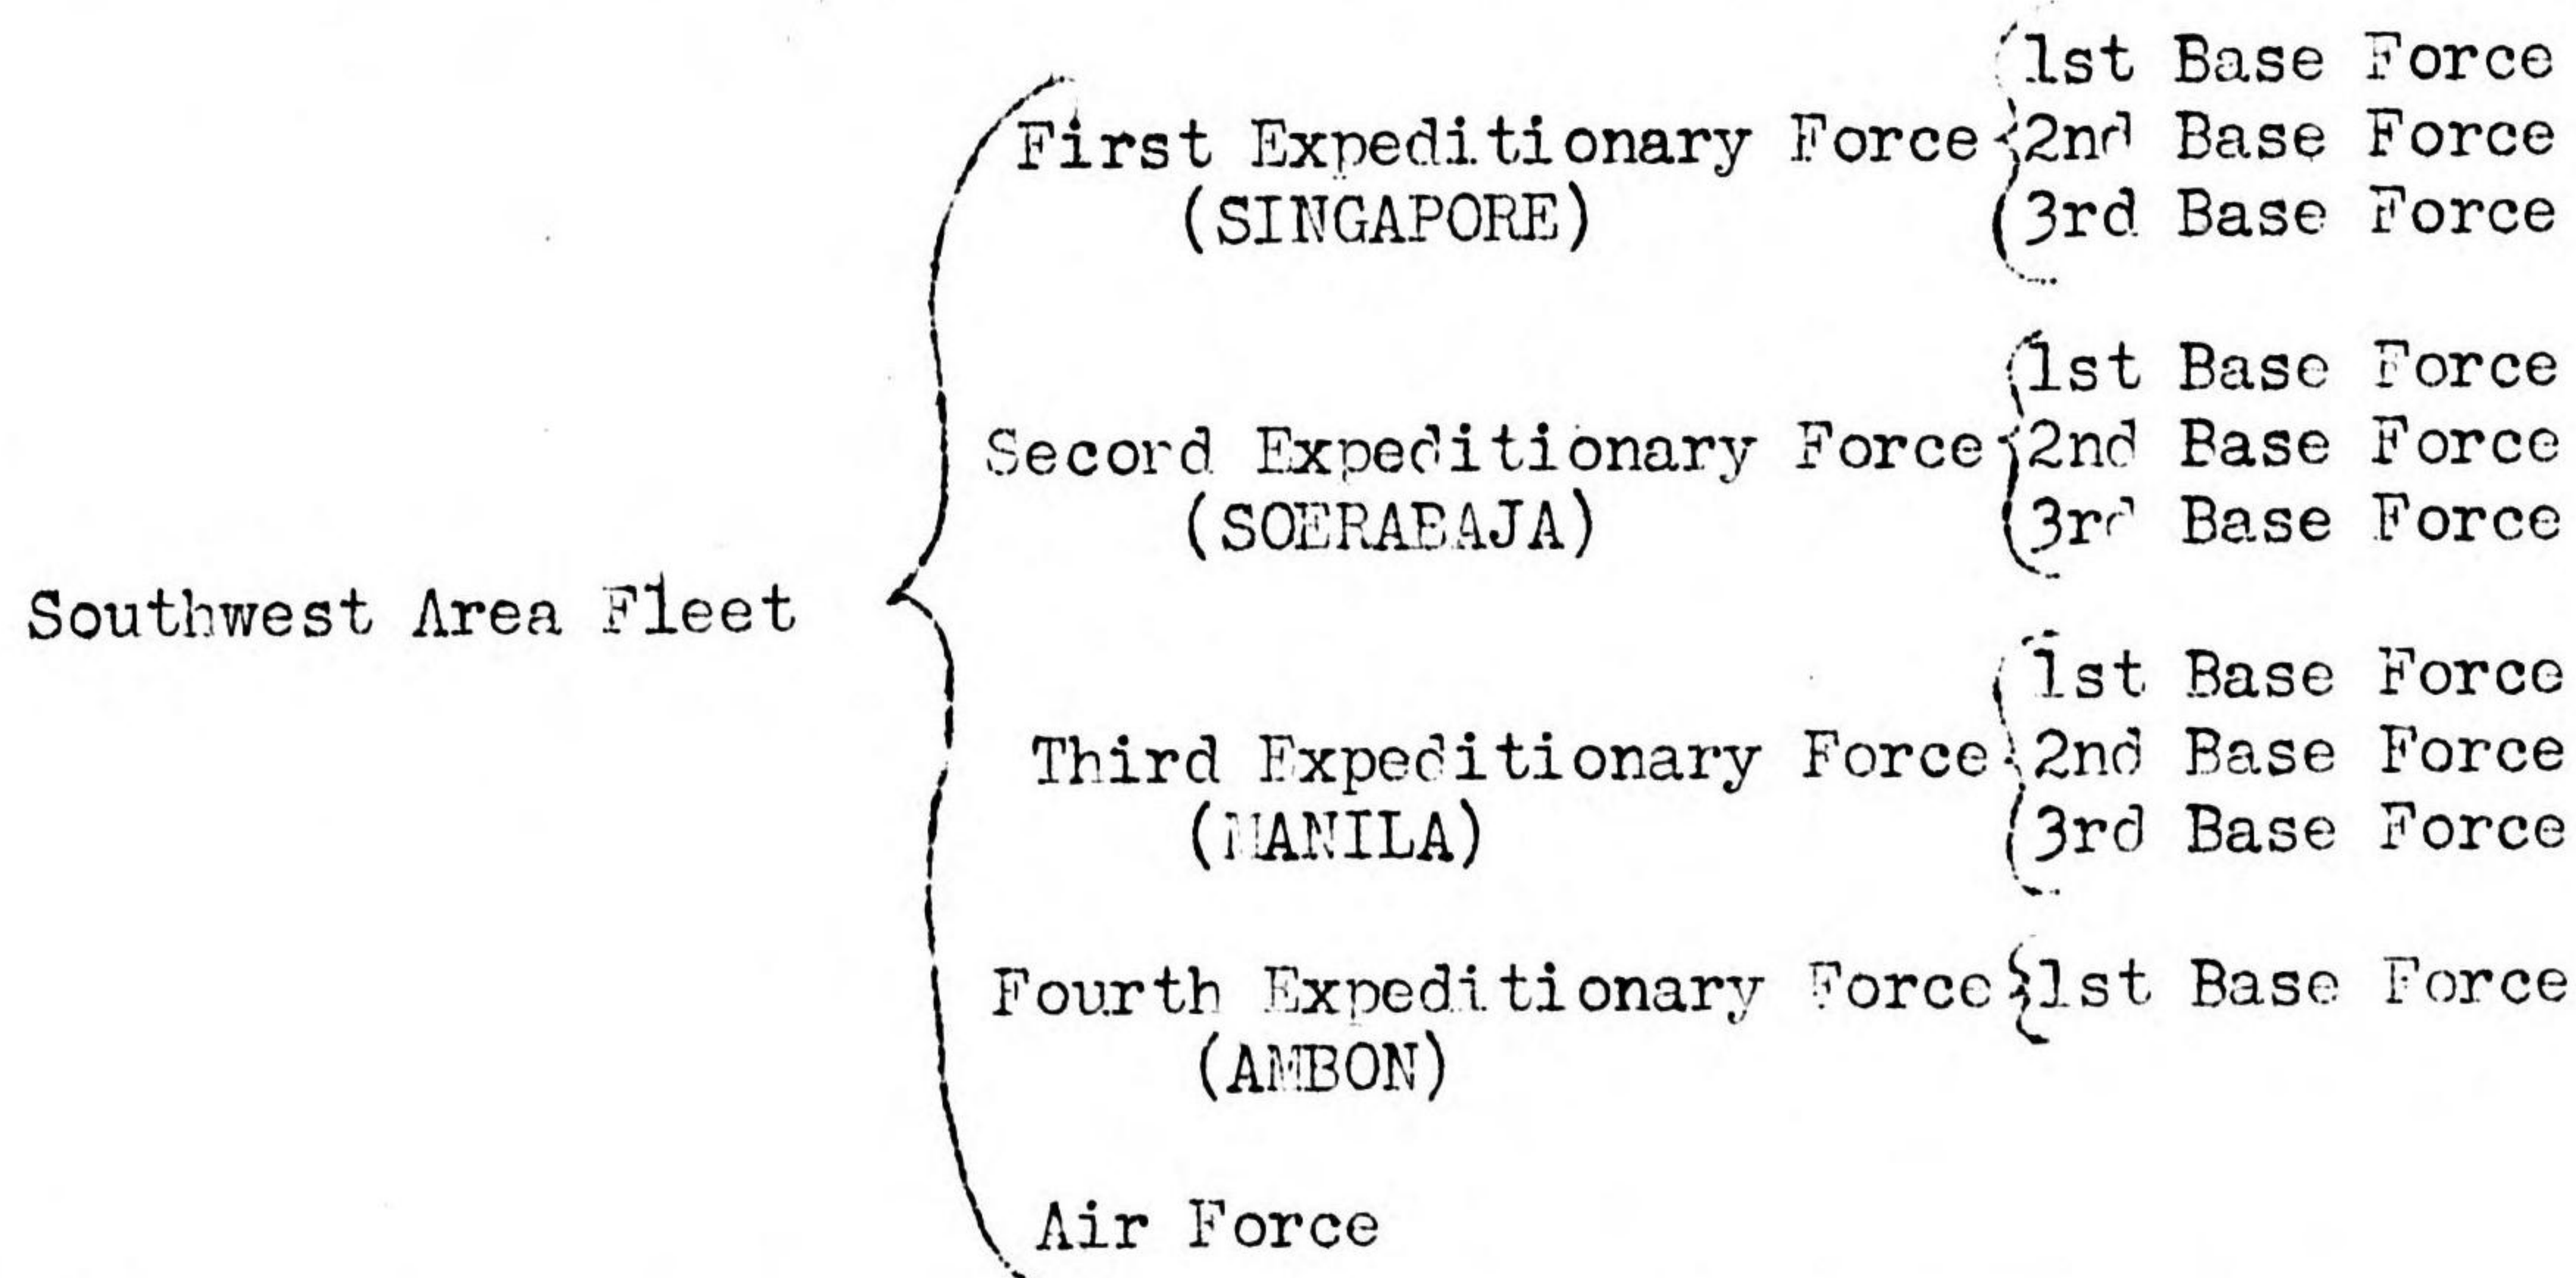 1st Base Force
First Expeditionary Force 2nd Base Force
(SINGAPORE) 3rd Base Force
1st Base Force
Second Expeditionary Force 2nd Base Force
(SOERABAJA) 3rd Base Force
Southwest Area Fleet
1st Base Force
Third Expeditionary Force 2nd Base Force
(MANILA) 3rd Base Force
Fourth Expeditionary Force 1st Base Force
(AMBON)
Air Force